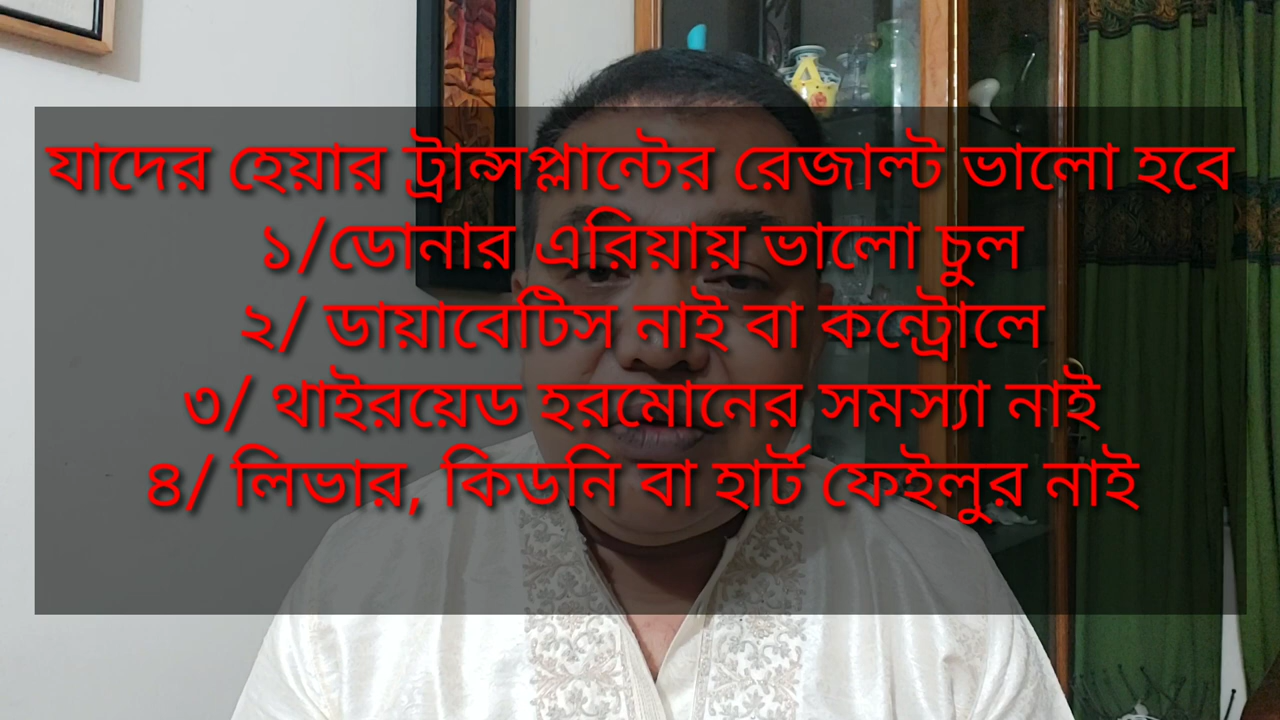 যাদের হেয়ার ট্রান্সপ্লান্টের রেজাল্ট ভালো হবে
১/ডোনার এরিয়ায় ভালো চুল
২/ ডায়াবেটিস নাই বা কন্ট্রোলে
৩/ থাইরয়েড হরমোনের সমস্যা নাই
৪/ লিভার, কিডনি বা হার্ট ফেইলুর নাই